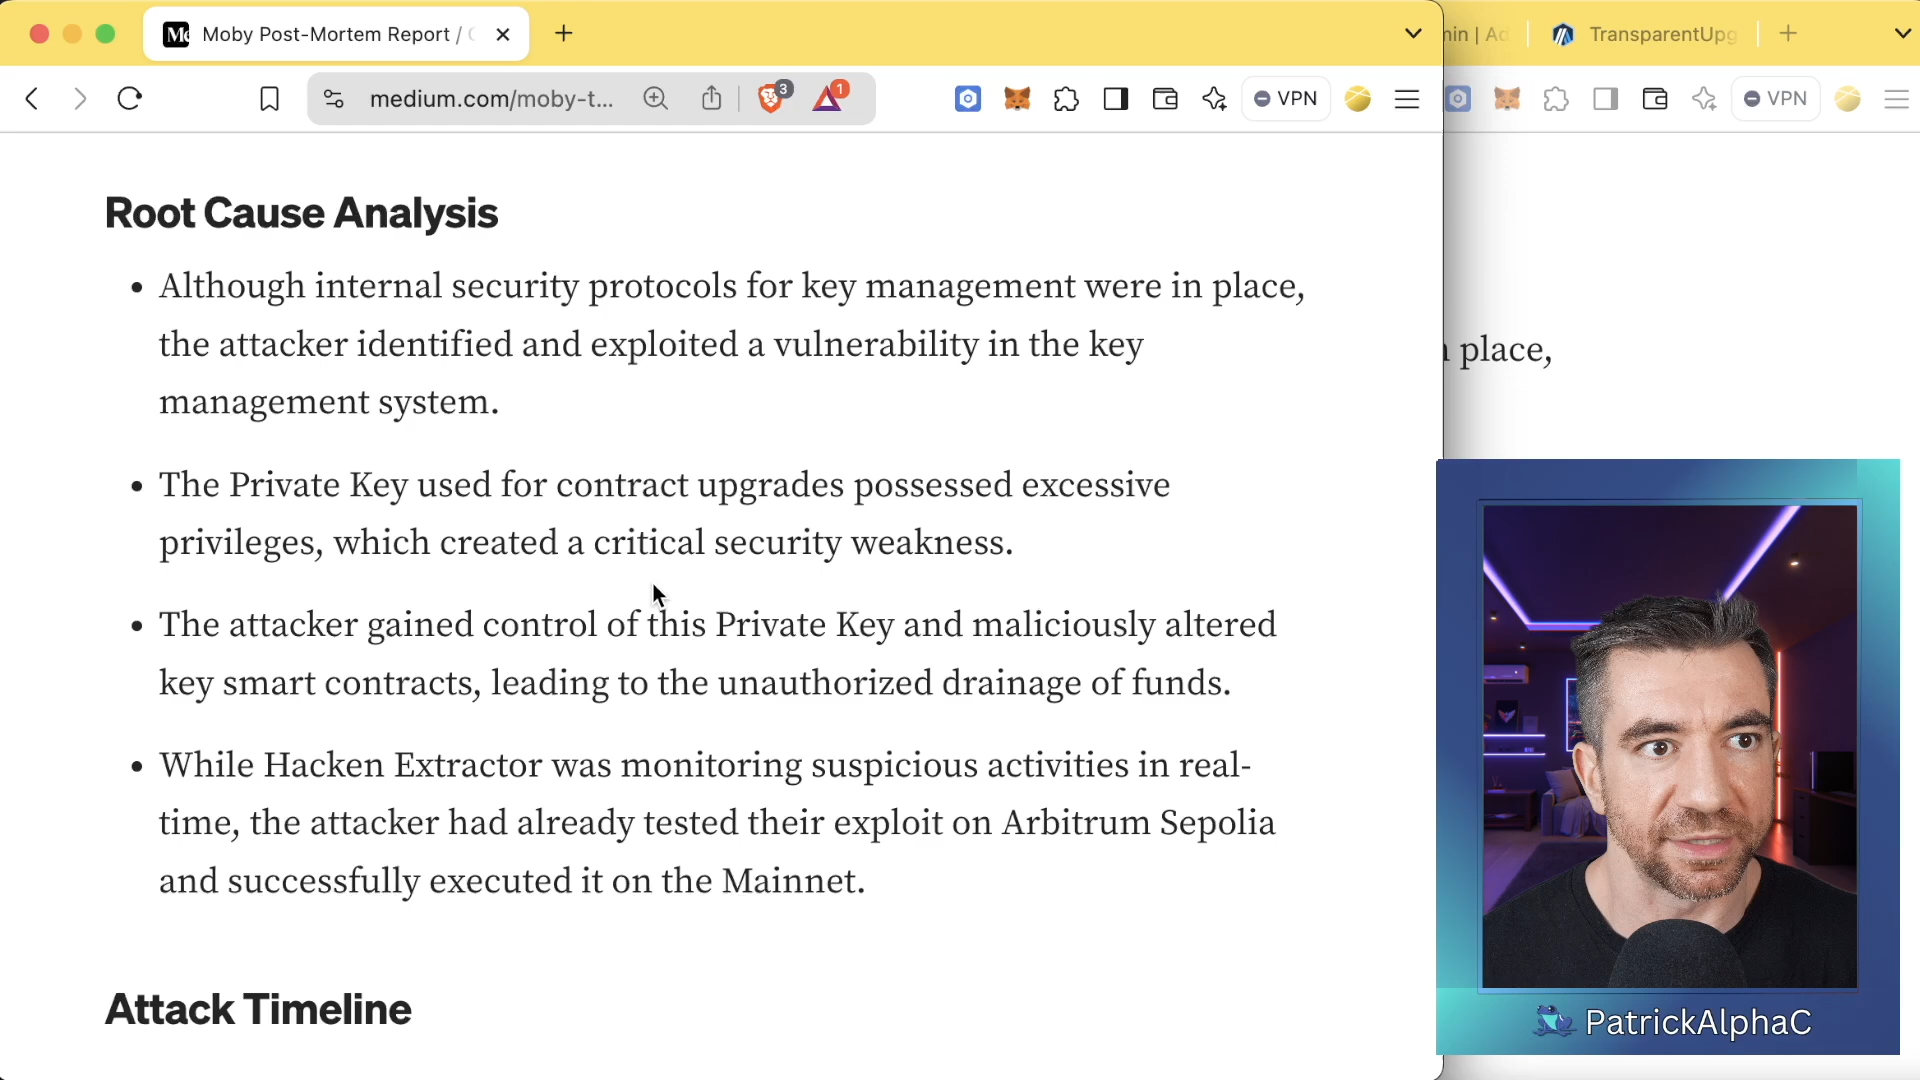 Moby Post-Mortem Report /
min | Ad
TransparentUpg
medium.com/moby-t...
3
1
VPN
VPN
Root Cause Analysis
• Although internal security protocols for key management were in place,
the attacker identified and exploited a vulnerability in the key
management system.
• The Private Key used for contract upgrades possessed excessive
privileges, which created a critical security weakness.
• The attacker gained control of this Private Key and maliciously altered
key smart contracts, leading to the unauthorized drainage of funds.
• While Hacken Extractor was monitoring suspicious activities in real-
time, the attacker had already tested their exploit on Arbitrum Sepolia
and successfully executed it on the Mainnet.
Attack Timeline
place,
PatrickAlphaC